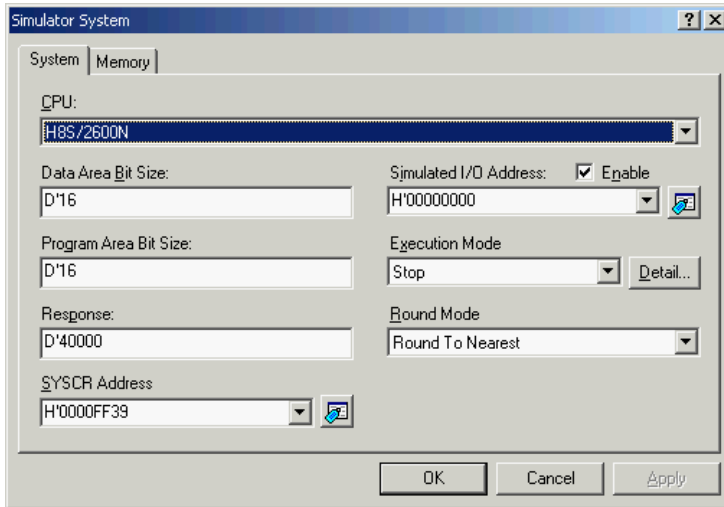 Simulator System
System
Memory
CPU:
H8S/2600N
Data Area Bit Size:
D'16
Simulated I/O Address:
Enable
H'00000000
Program Area Bit Size:
D'16
Execution Mode
Stop
Detail...
Response:
D'40000
Round Mode
Round To Nearest
SYSCR Address
H'0000FF39
OK
Cancel
Apply